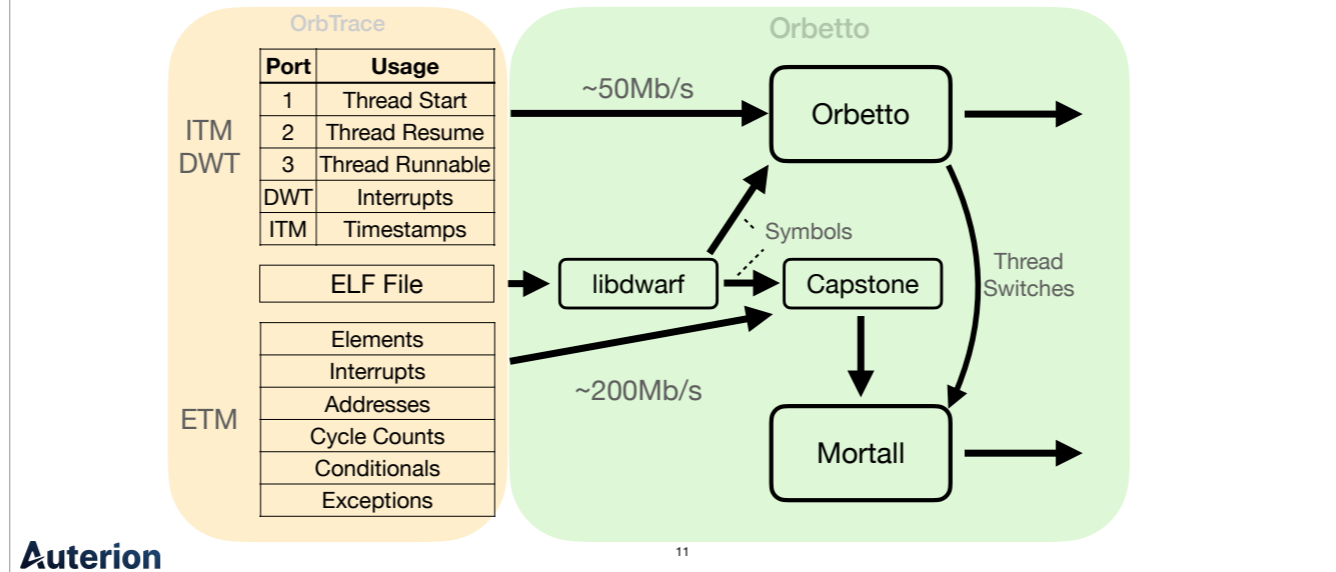 OrbTrace
Port Usage
1 Thread Start
2 Thread Resume
3 Thread Runnable
DWT Interrupts
ITM Timestamps
ITM
DWT
ELF File
Elements
Interrupts
Addresses
Cycle Counts
Conditionals
Exceptions
ETM
Orbetto
~50Mb/s
Orbetto
Symbols
libdwarf
Capstone
Thread
Switches
~200Mb/s
Mortall
Auterion
11